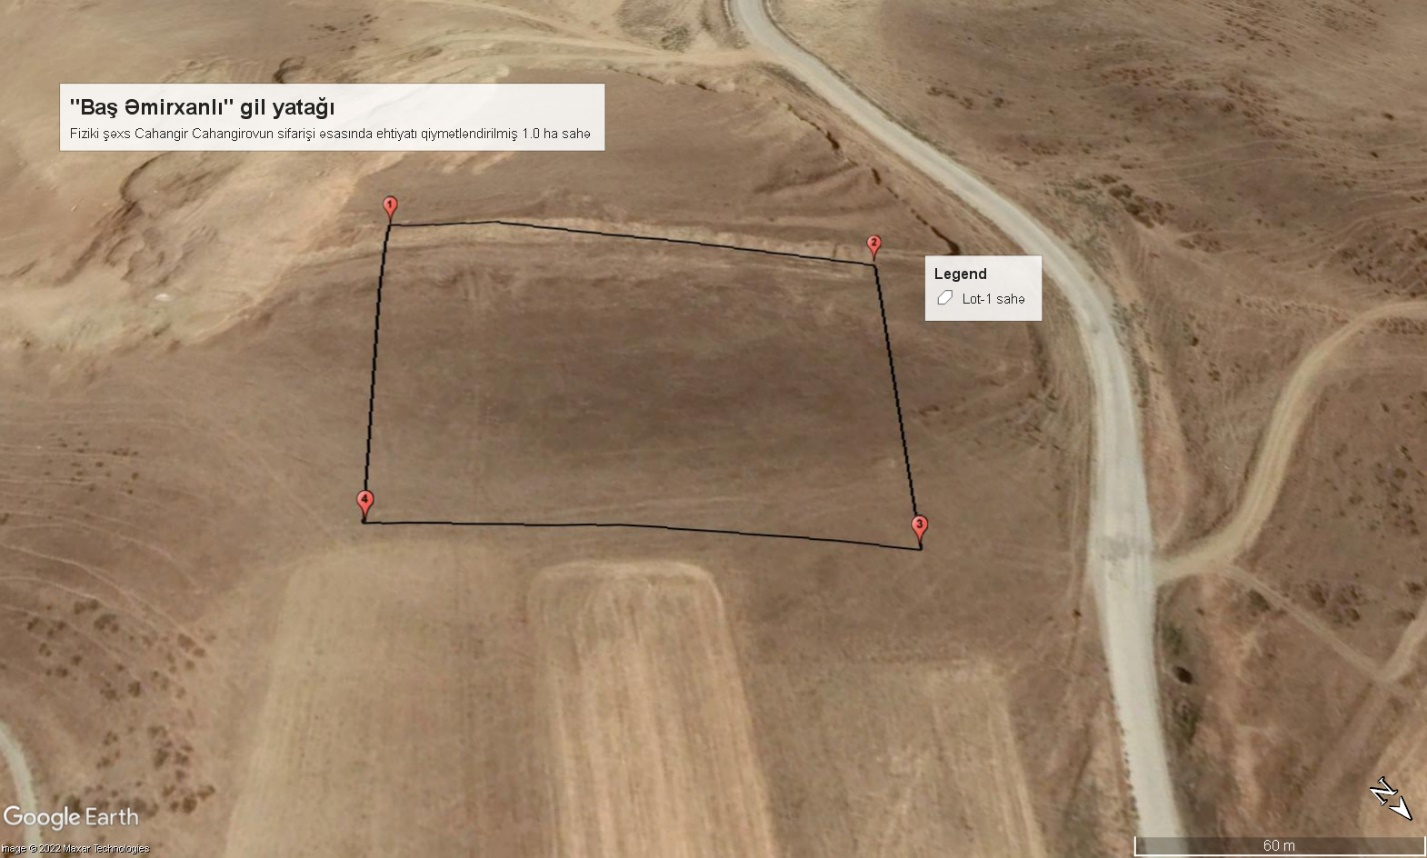 "Baş Əmirxanlı" gil yatağı
Fiziki şəxs Cahangir Cahangirovun sifarişi əsasında ehtiyatı qiymətləndirilmiş 1.0 ha sahə
1
2
Legend
Lot-1 sahə
4
3
N
Google Earth
Image © 2022 Maxar Technologies
60 m